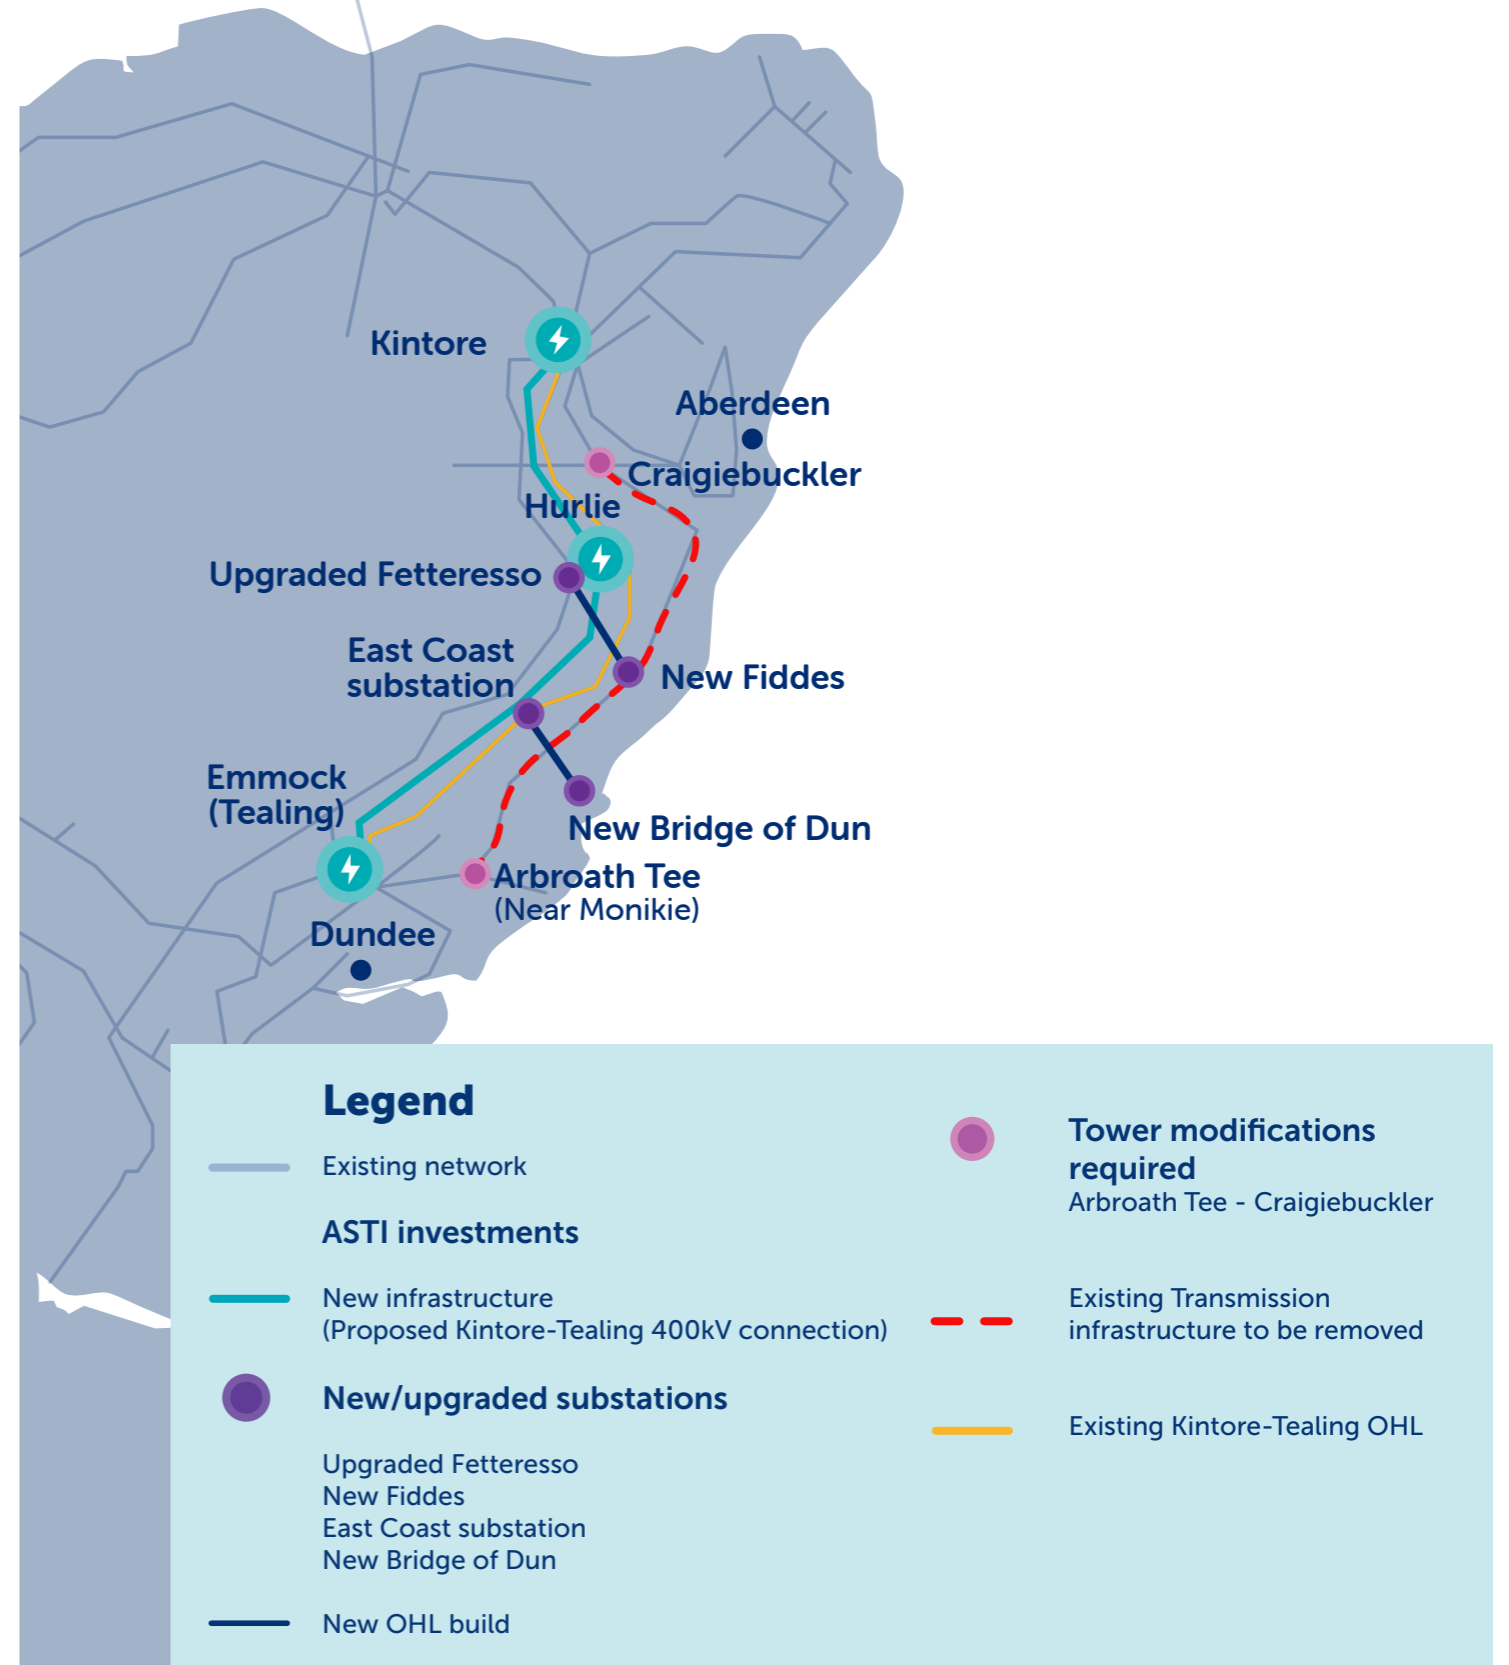 Kintore
Aberdeen
Craigiebuckler
Hurlie
Upgraded Fetteresso
East Coast
substation
New Fiddes
Emmock
(Tealing)
New Bridge of Dun
Arbroath Tee
(Near Monikie)
Dundee
Legend
Existing network
ASTI investments
New infrastructure
(Proposed Kintore-Tealing 400kV connection)
New/upgraded substations
Upgraded Fetteresso
New Fiddes
East Coast substation
New Bridge of Dun
New OHL build
Tower modifications
required
Arbroath Tee - Craigiebuckler
Existing Transmission
infrastructure to be removed
Existing Kintore-Tealing OHL